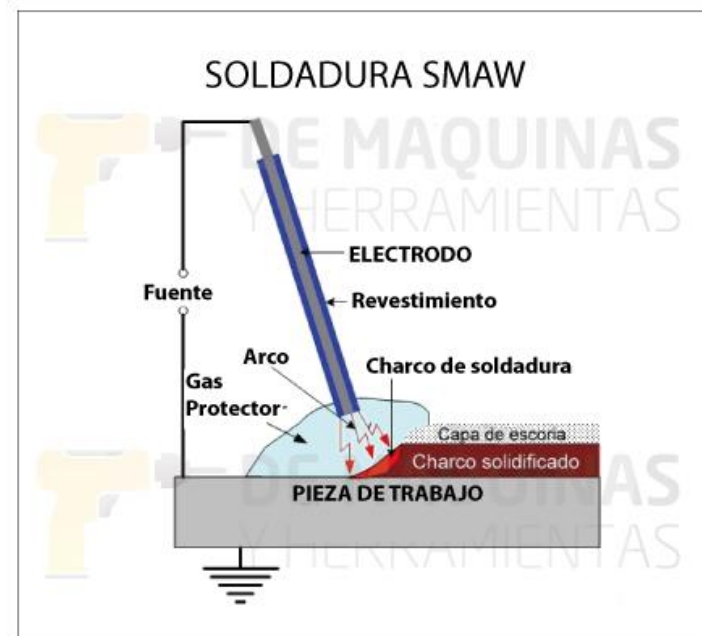 SOLDADURA SMAW
DE MAQUINAS
Y HERRAMIENTAS
ELECTRODO
Fuente
Revestimiento
Arco
Charco de soldadura
Gas
Protector
Capa de escoria
Charco solidificado
PIEZA DE TRABAJO
DE MAQUINAS
Y HERRAMIENTAS